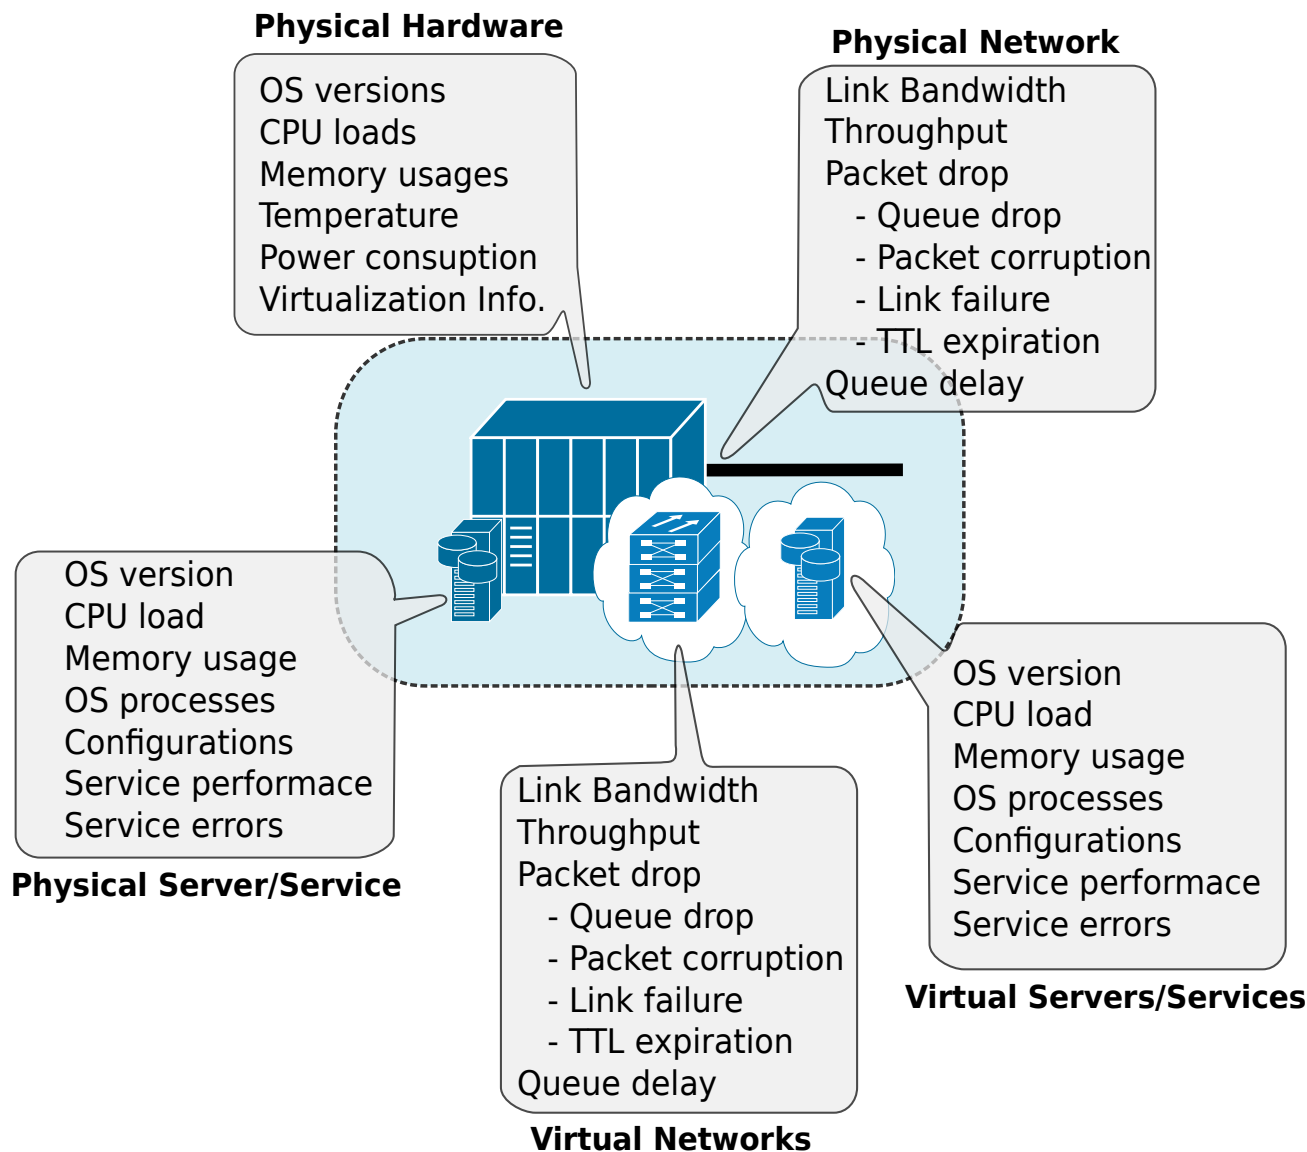 Physical Hardware
OS versions
CPU loads
Memory usages
Temperature
Power consuption
Virtualization Info.
Physical Network
Link Bandwidth
Throughput
Packet drop
- Queue drop
- Packet corruption
- Link failure
- TTL expiration
Queue delay
OS version
CPU load
Memory usage
OS processes
Configurations
Service performace
Service errors
Physical Server/Service
Link Bandwidth
Throughput
Packet drop
- Queue drop
- Packet corruption
- Link failure
- TTL expiration
Queue delay
Virtual Networks
OS version
CPU load
Memory usage
OS processes
Configurations
Service performace
Service errors
Virtual Servers/Services